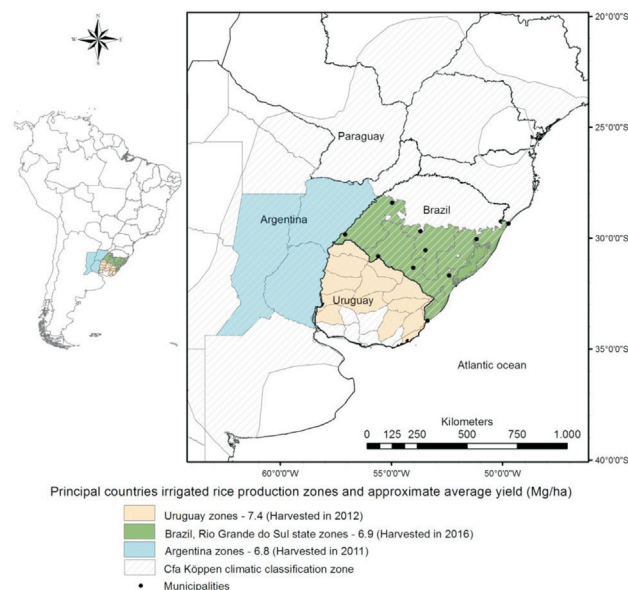 N
W
E
S
20°0'0"S
Paraguay
25°0'0"S
Argentina
Brazil
30°0'0"S
Uruguay
35°0'0"S
Atlantic ocean
Kilometers
0 125 250 500 750 1.000
40°0'0"S
60°0'0"W 55°0'0"W 50°0'0"W
Principal countries irrigated rice production zones and approximate average yield (Mg/ha)
Uruguay zones - 7.4 (Harvested in 2012)
Brazil, Rio Grande do Sul state zones - 6.9 (Harvested in 2016)
Argentina zones - 6.8 (Harvested in 2011)
Cfa Köppen climatic classification zone
Municipalities